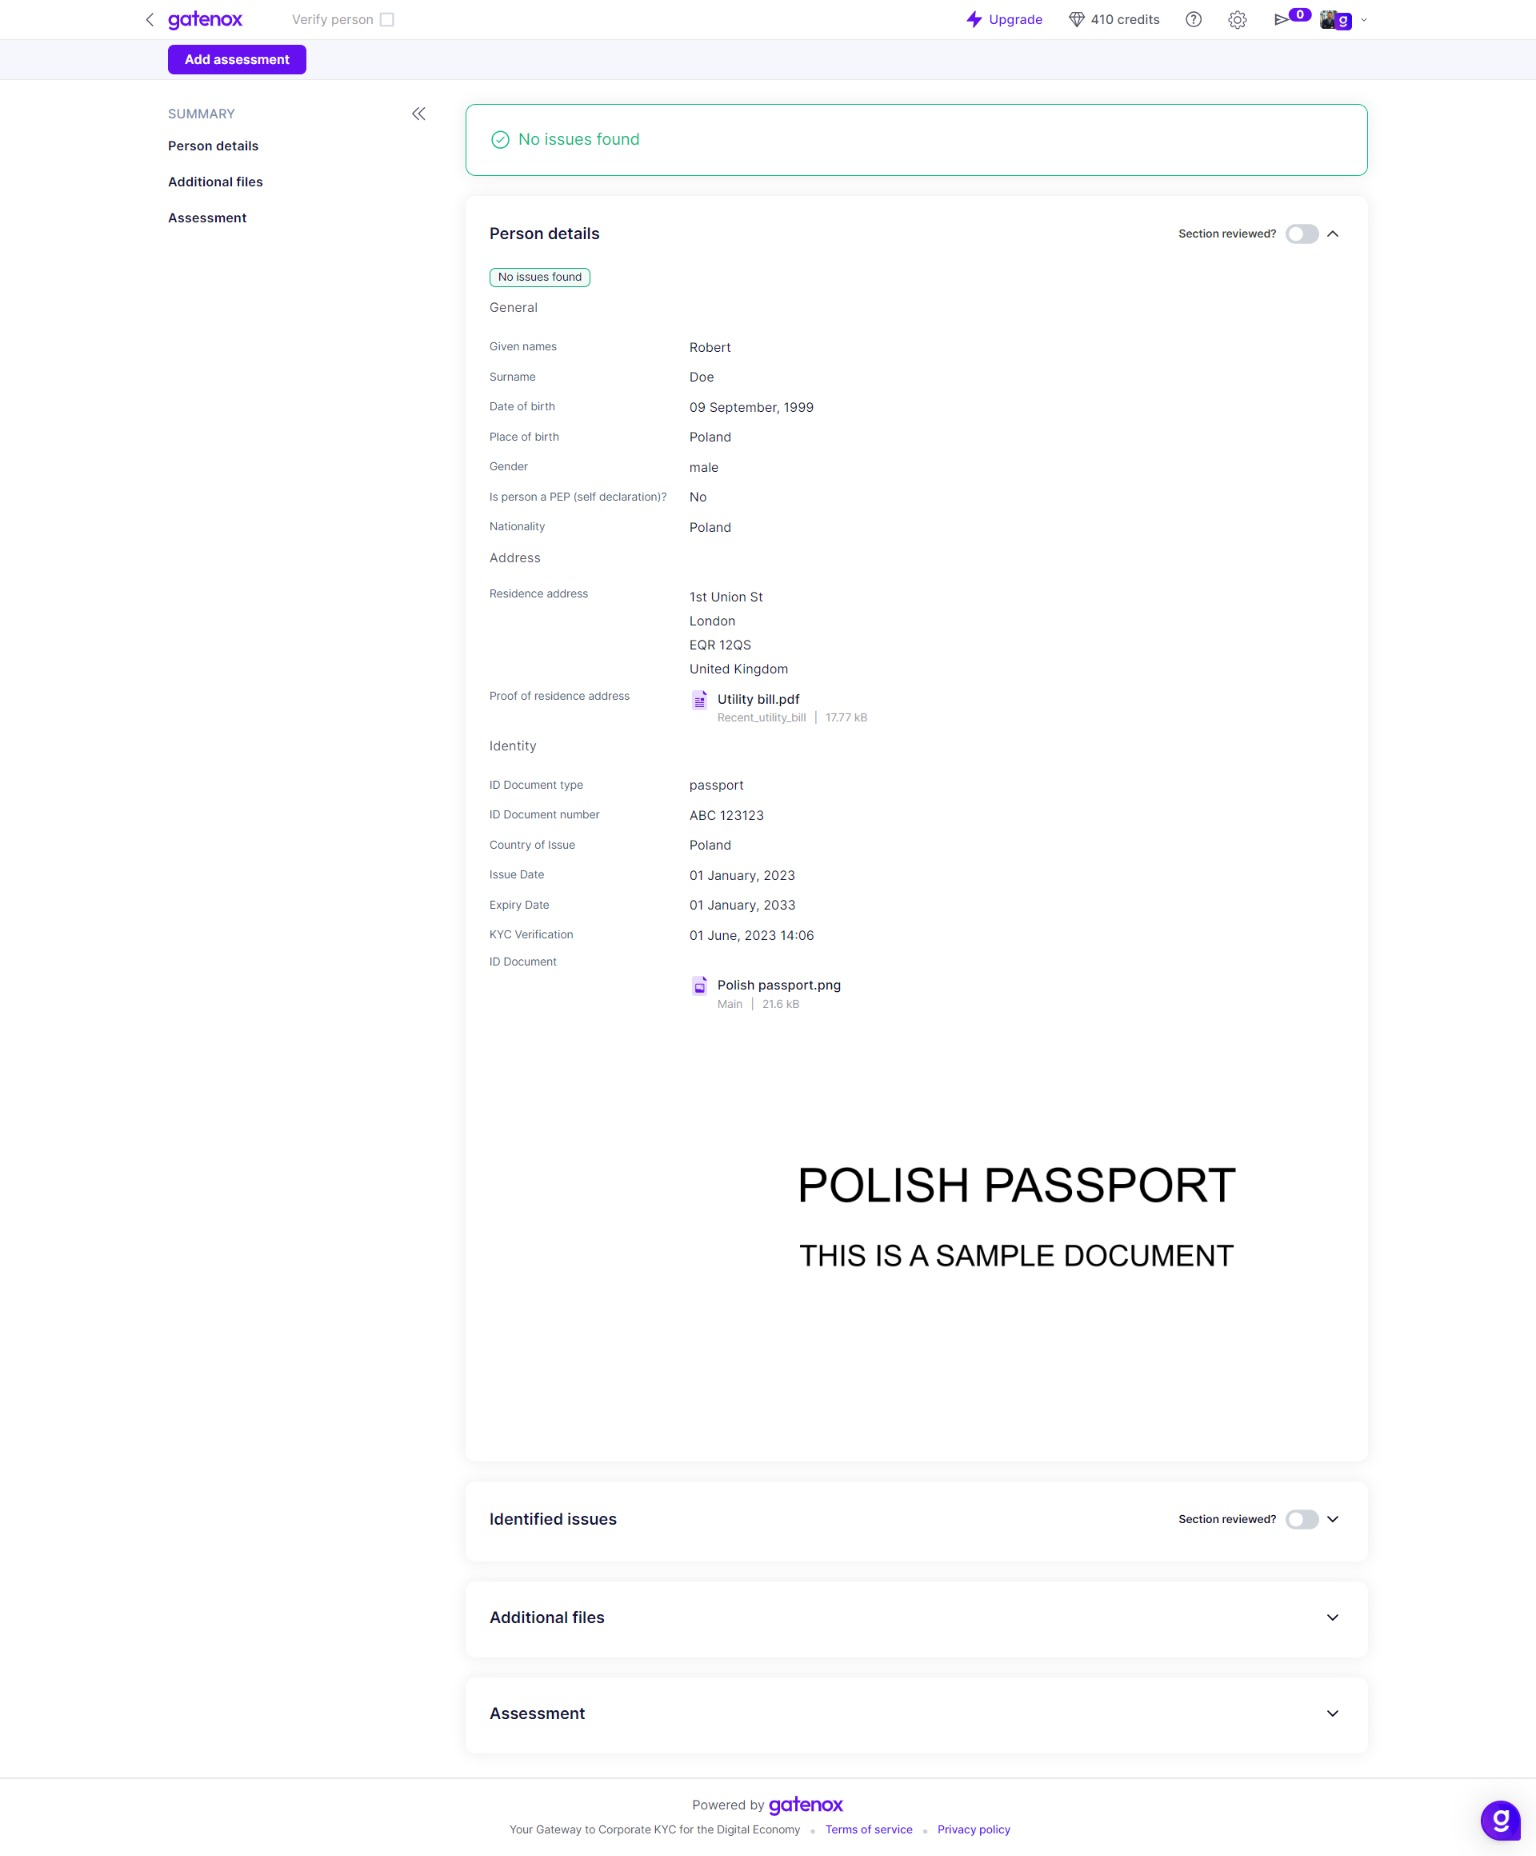 gatenox
Verify person
Upgrade
410 credits
0
g
Add assessment
SUMMARY
Person details
Additional files
Assessment
No issues found
Person details
Section reviewed?
No issues found
General
Given names Robert
Surname Doe
Date of birth 09 September, 1999
Place of birth Poland
Gender male
Is person a PEP (self declaration)? No
Nationality Poland
Address
Residence address 1st Union St
London
EQR 12QS
United Kingdom
Proof of residence address Utility bill.pdf
Recent_utility_bill | 17.77 kB
Identity
ID Document type passport
ID Document number ABC 123123
Country of Issue Poland
Issue Date 01 January, 2023
Expiry Date 01 January, 2033
KYC Verification 01 June, 2023 14:06
ID Document
Polish passport.png
Main | 21.6 kB
POLISH PASSPORT
THIS IS A SAMPLE DOCUMENT
Identified issues
Section reviewed?
Additional files
Assessment
Powered by gatenox
Your Gateway to Corporate KYC for the Digital Economy • Terms of service • Privacy policy
g